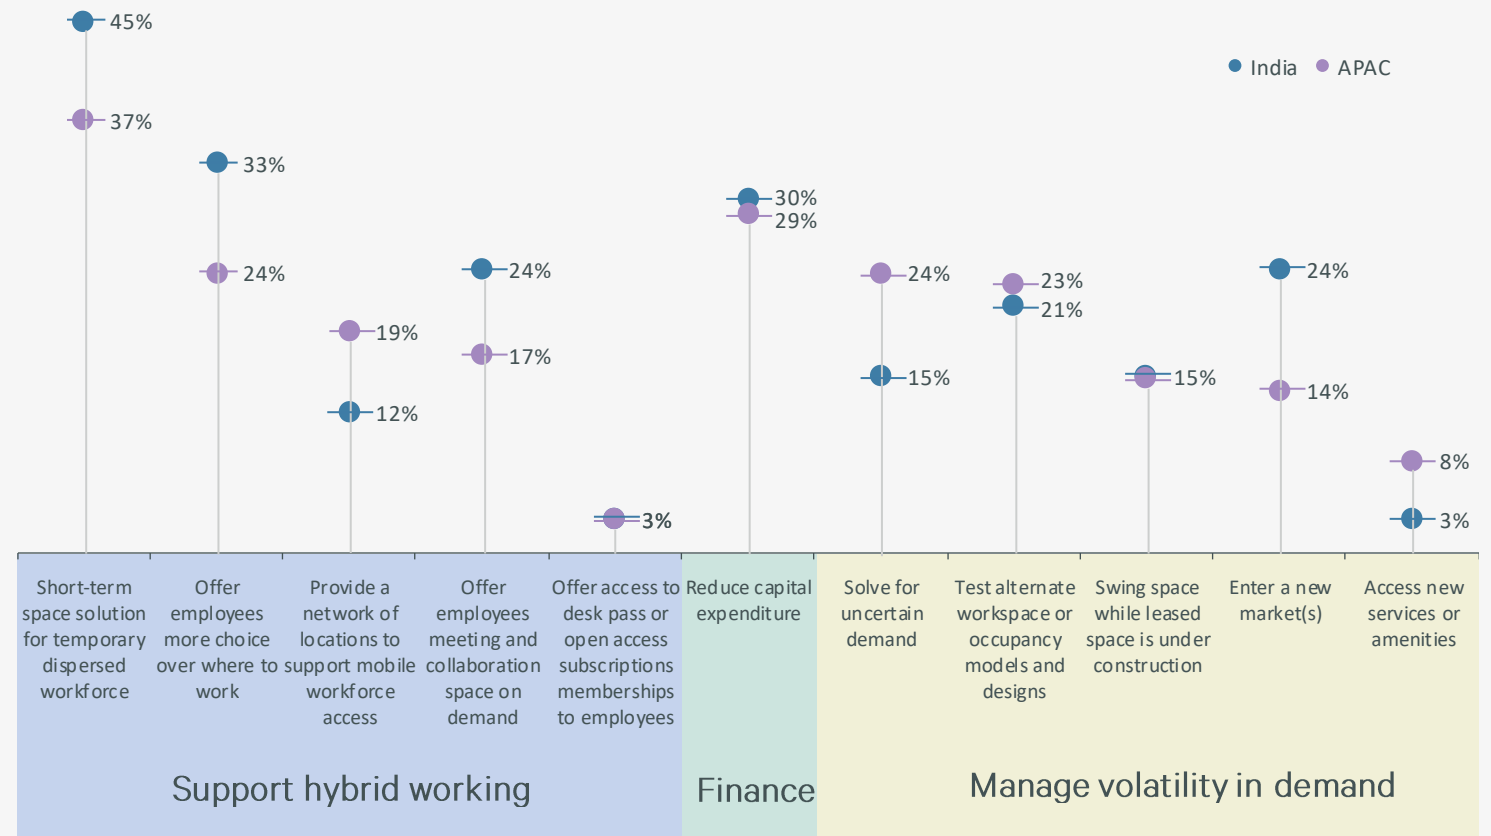 45%
India
APAC
37%
33%
24%
19%
12%
24%
17%
3%
30%
29%
24%
15%
23%
21%
15%
24%
14%
8%
3%
Short-term
space solution
for temporary
dispersed
workforce
Offer
employees
more choice
over where to
work
Provide a
network of
locations to
support mobile
workforce
access
Offer
employees
meeting and
collaboration
space on
demand
Offer access to
desk pass or
open access
subscriptions
memberships
to employees
Reduce capital
expenditure
Solve for
uncertain
demand
Test alternate
workspace or
occupancy
models and
designs
Swing space
while leased
space is under
construction
Enter a new
market(s)
Access new
services or
amenities
Support hybrid working
Finance
Manage volatility in demand